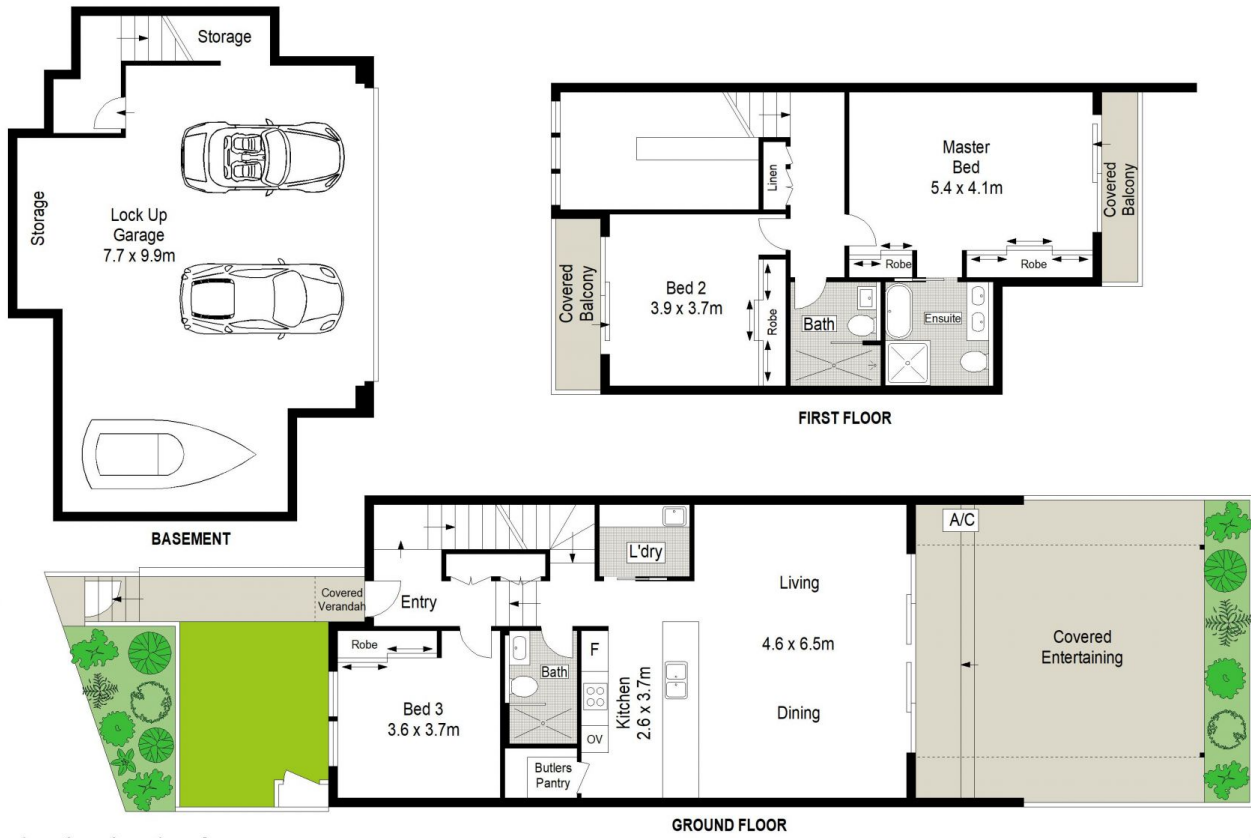 Storage
Storage
Lock Up
Garage
7.7 x 9.9m
BASEMENT
Linen
Master
Bed
5.4 x 4.1m
Covered
Balcony
Covered
Balcony
Bed 2
3.9 x 3.7m
Robe
Robe
Robe
Bath
Ensuite
FIRST FLOOR
Covered
Verandah
Entry
L'dry
Living
4.6 x 6.5m
Dining
A/C
Covered
Entertaining
Robe
Bed 3
3.6 x 3.7m
Bath
F
OV
Kitchen
2.6 x 3.7m
Butlers
Pantry
GROUND FLOOR